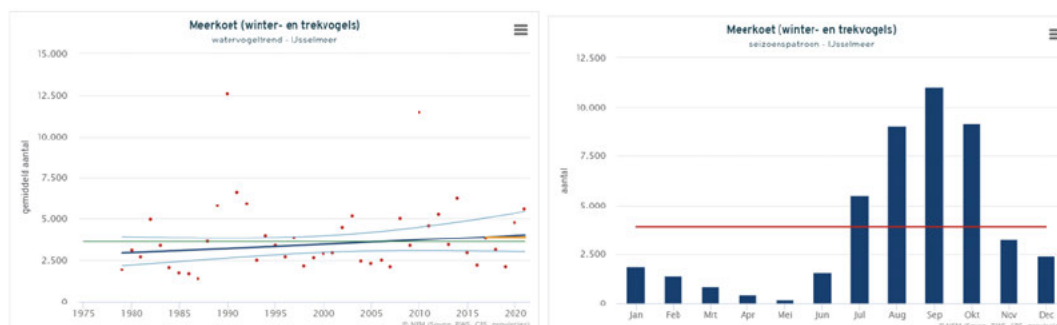 Meerkoet (winter- en trekvogels)
watervogeltrend - IJsselmeer
15.000
12.500
10.000
7.500
5.000
2.500
0
gemiddeld aantal
1975 1980 1985 1990 1995 2000 2005 2010 2015 2020
Meerkoet (winter- en trekvogels)
seizoenspatroon - IJsselmeer
12.500
10.000
7.500
5.000
2.500
0
aantal
Jan Feb Mrt Apr Mei Jun Jul Aug Sep Okt Nov Dec